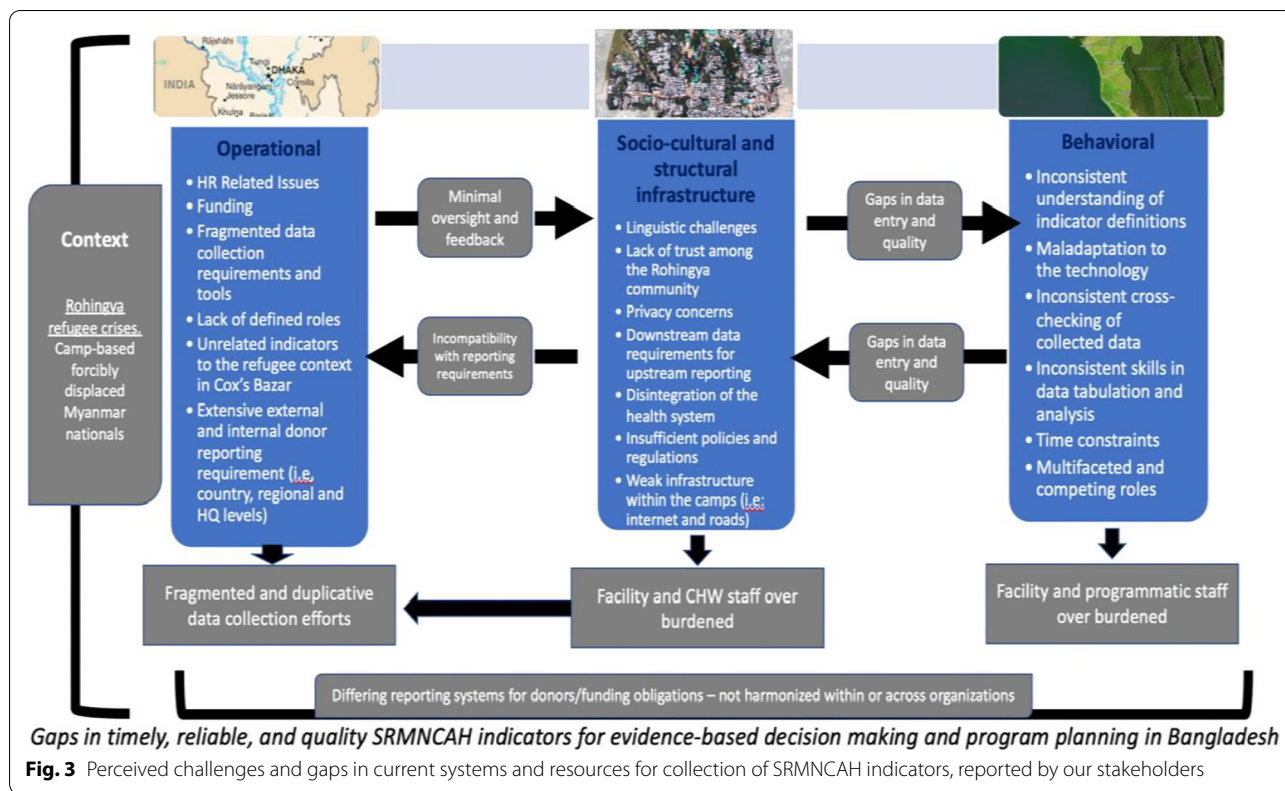 Rājshāhi
Tungi
DHAKA
INDIA
Nārāyanganj
Comilla
Jessore
Khulna
Context
Rohingya
refugee crises.
Camp-based
forcibly
displaced
Myanmar
nationals
Operational
• HR Related Issues
• Funding
• Fragmented data
collection
requirements and
tools
• Lack of defined roles
• Unrelated indicators
to the refugee context
in Cox's Bazar
• Extensive external
and internal donor
reporting
requirement (i.e,
country, regional and
HQ levels)
Minimal
oversight and
feedback
Incompatibility
with reporting
requirements
Socio-cultural and
structural
infrastructure
• Linguistic challenges
• Lack of trust among
the Rohingya
community
• Privacy concerns
• Downstream data
requirements for
upstream reporting
• Disintegration of the
health system
• Insufficient policies and
regulations
• Weak infrastructure
within the camps (i.e:
internet and roads)
Gaps in data
entry and
quality
Gaps in data
entry and
quality
Behavioral
• Inconsistent
understanding of
indicator definitions
• Maladaptation to
the technology
• Inconsistent cross-
checking of
collected data
• Inconsistent skills in
data tabulation and
analysis
• Time constraints
• Multifaceted and
competing roles
Fragmented and duplicative
data collection efforts
Facility and CHW staff over
burdened
Facility and programmatic staff
over burdened
Differing reporting systems for donors/funding obligations – not harmonized within or across organizations
Gaps in timely, reliable, and quality SRMNCAH indicators for evidence-based decision making and program planning in Bangladesh
Fig. 3 Perceived challenges and gaps in current systems and resources for collection of SRMNCAH indicators, reported by our stakeholders